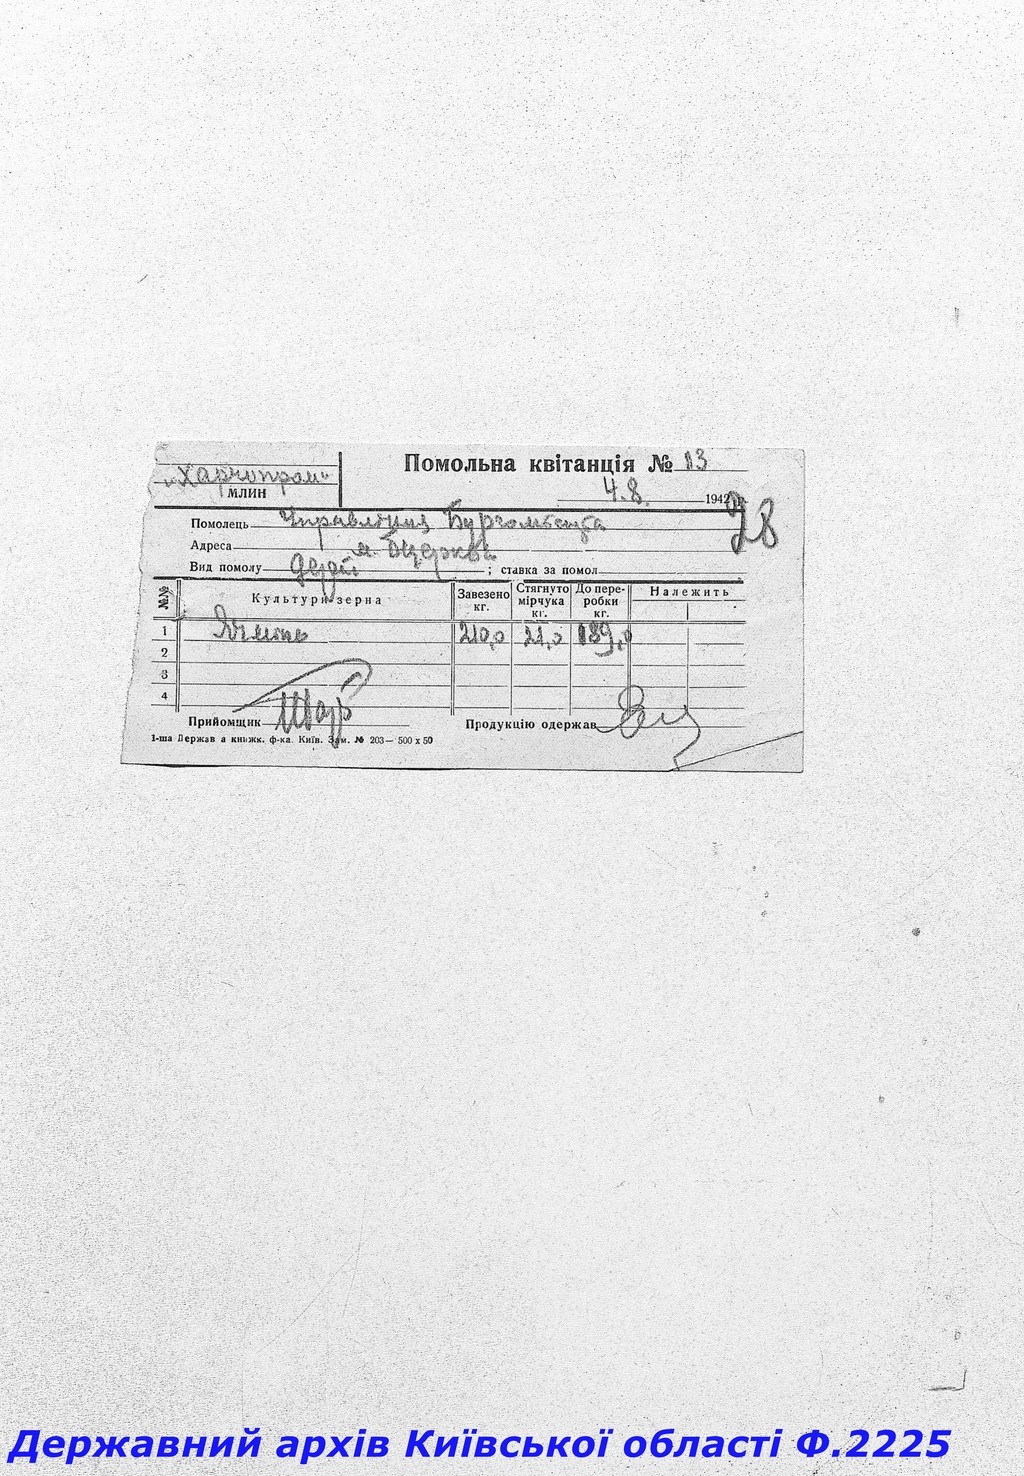 „Харчопром"
МЛИН
Помольна квітанція № 13
4.8. 1942 р.
28
Помолець Управління Бургомістра
Адреса м. Б Церква
Вид помолу ; ставка за помол
№№ Культури зерна Завезено кг. Стягнуто мірчука кг. До переробки кг. Належить
1 Ячмінь 210,0 21,0 189,0
2
3
4
Прийомщик Продукцію одержав
1-ша Держав а книжк. ф-ка. Київ. Зам. № 203— 500 x 50
Державний архів Київської області Ф.2225